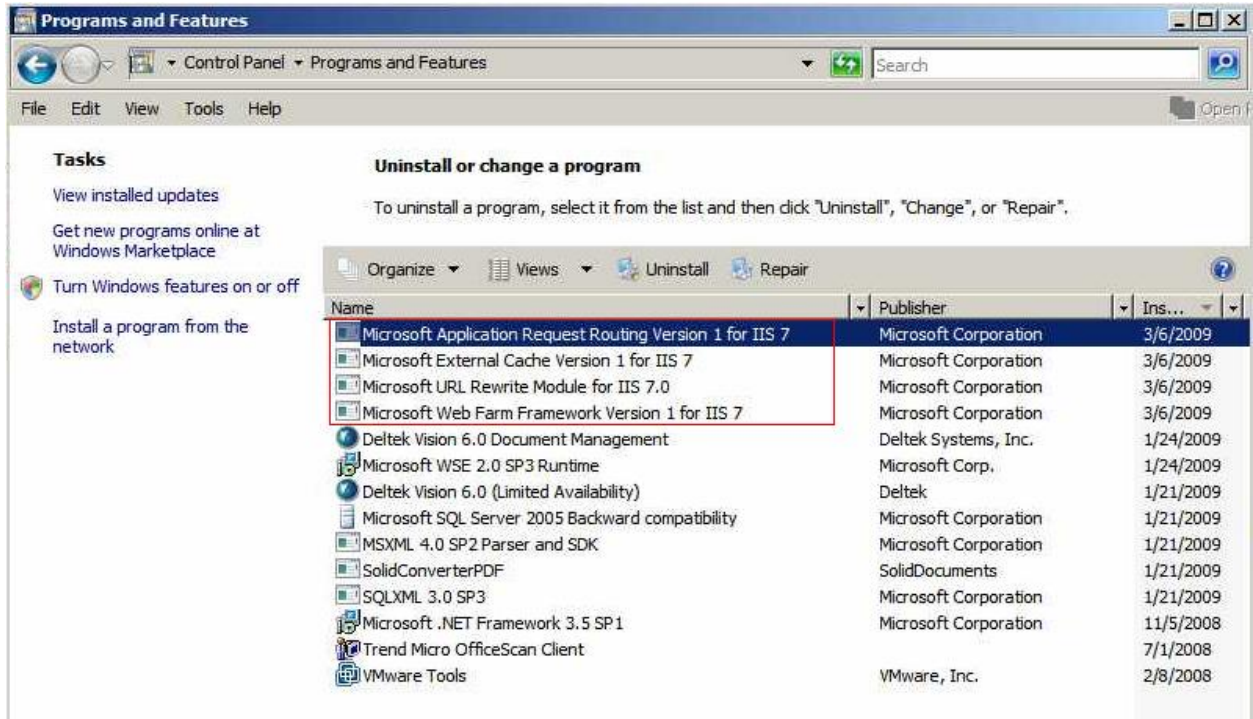 Programs and Features
Control Panel Programs and Features
Search
File Edit View Tools Help
Open
Tasks
View installed updates
Get new programs online at
Windows Marketplace
Turn Windows features on or off
Install a program from the
network
Uninstall or change a program
To uninstall a program, select it from the list and then click "Uninstall", "Change", or "Repair".
Organize Views Uninstall Repair
Name Publisher Ins...
Microsoft Application Request Routing Version 1 for IIS 7 Microsoft Corporation 3/6/2009
Microsoft External Cache Version 1 for IIS 7 Microsoft Corporation 3/6/2009
Microsoft URL Rewrite Module for IIS 7.0 Microsoft Corporation 3/6/2009
Microsoft Web Farm Framework Version 1 for IIS 7 Microsoft Corporation 3/6/2009
Deltek Vision 6.0 Document Management Deltek Systems, Inc. 1/24/2009
Microsoft WSE 2.0 SP3 Runtime Microsoft Corp. 1/24/2009
Deltek Vision 6.0 (Limited Availability) Deltek 1/21/2009
Microsoft SQL Server 2005 Backward compatibility Microsoft Corporation 1/21/2009
MSXML 4.0 SP2 Parser and SDK Microsoft Corporation 1/21/2009
SolidConverterPDF SolidDocuments 1/21/2009
SQLXML 3.0 SP3 Microsoft Corporation 1/21/2009
Microsoft .NET Framework 3.5 SP1 Microsoft Corporation 11/5/2008
Trend Micro OfficeScan Client 7/1/2008
VMware Tools VMware, Inc. 2/8/2008